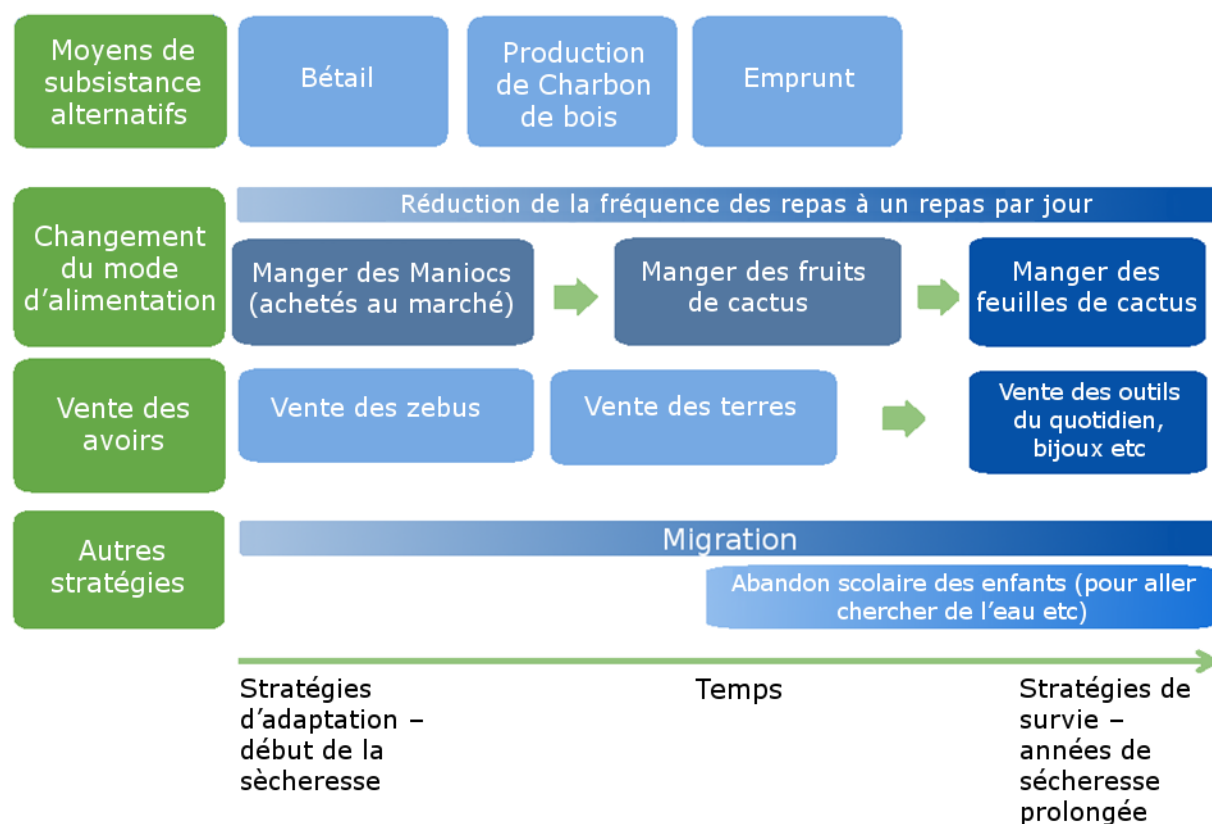 Moyens de
subsistance
alternatifs
Bétail
Production
de Charbon
de bois
Emprunt
Changement
du mode
d’alimentation
Réduction de la fréquence des repas à un repas par jour
Manger des Maniocs
(achetés au marché)
Manger des fruits
de cactus
Manger des
feuilles de cactus
Vente des
avoirs
Vente des zebus
Vente des terres
Vente des outils
du quotidien,
bijoux etc
Autres
stratégies
Migration
Abandon scolaire des enfants (pour aller
chercher de l’eau etc)
Stratégies
d’adaptation –
début de la
sècheresse
Temps
Stratégies de
survie –
années de
sécheresse
prolongée